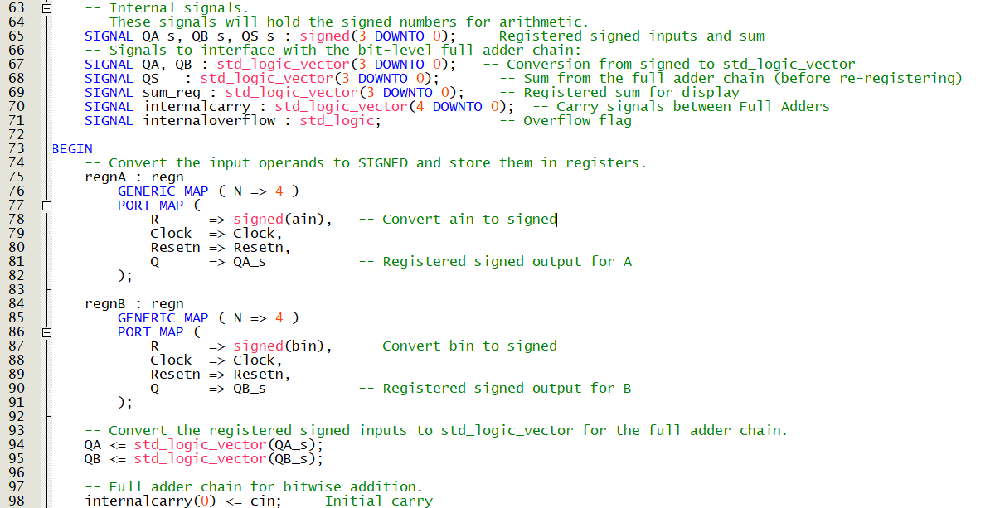 63 -- Internal signals.
64 -- These signals will hold the signed numbers for arithmetic.
65 SIGNAL QA_s, QB_s, QS_s : signed(3 DOWNTO 0); -- Registered signed inputs and sum
66 -- Signals to interface with the bit-level full adder chain:
67 SIGNAL QA, QB : std_logic_vector(3 DOWNTO 0); -- Conversion from signed to std_logic_vector
68 SIGNAL QS : std_logic_vector(3 DOWNTO 0); -- Sum from the full adder chain (before re-registering)
69 SIGNAL sum_reg : std_logic_vector(3 DOWNTO 0); -- Registered sum for display
70 SIGNAL internalcarry : std_logic_vector(4 DOWNTO 0); -- Carry signals between Full Adders
71 SIGNAL internaloverflow : std_logic; -- Overflow flag
72
73 BEGIN
74 -- Convert the input operands to SIGNED and store them in registers.
75 regnA : regn
76 GENERIC MAP ( N => 4 )
77 PORT MAP (
78 R => signed(ain), -- Convert ain to signed
79 Clock => Clock,
80 Resetn => Resetn,
81 Q => QA_s -- Registered signed output for A
82 );
83
84 regnB : regn
85 GENERIC MAP ( N => 4 )
86 PORT MAP (
87 R => signed(bin), -- Convert bin to signed
88 Clock => Clock,
89 Resetn => Resetn,
90 Q => QB_s -- Registered signed output for B
91 );
92
93 -- Convert the registered signed inputs to std_logic_vector for the full adder chain.
94 QA <= std_logic_vector(QA_s);
95 QB <= std_logic_vector(QB_s);
96
97 -- Full adder chain for bitwise addition.
98 internalcarry(0) <= cin; -- Initial carry